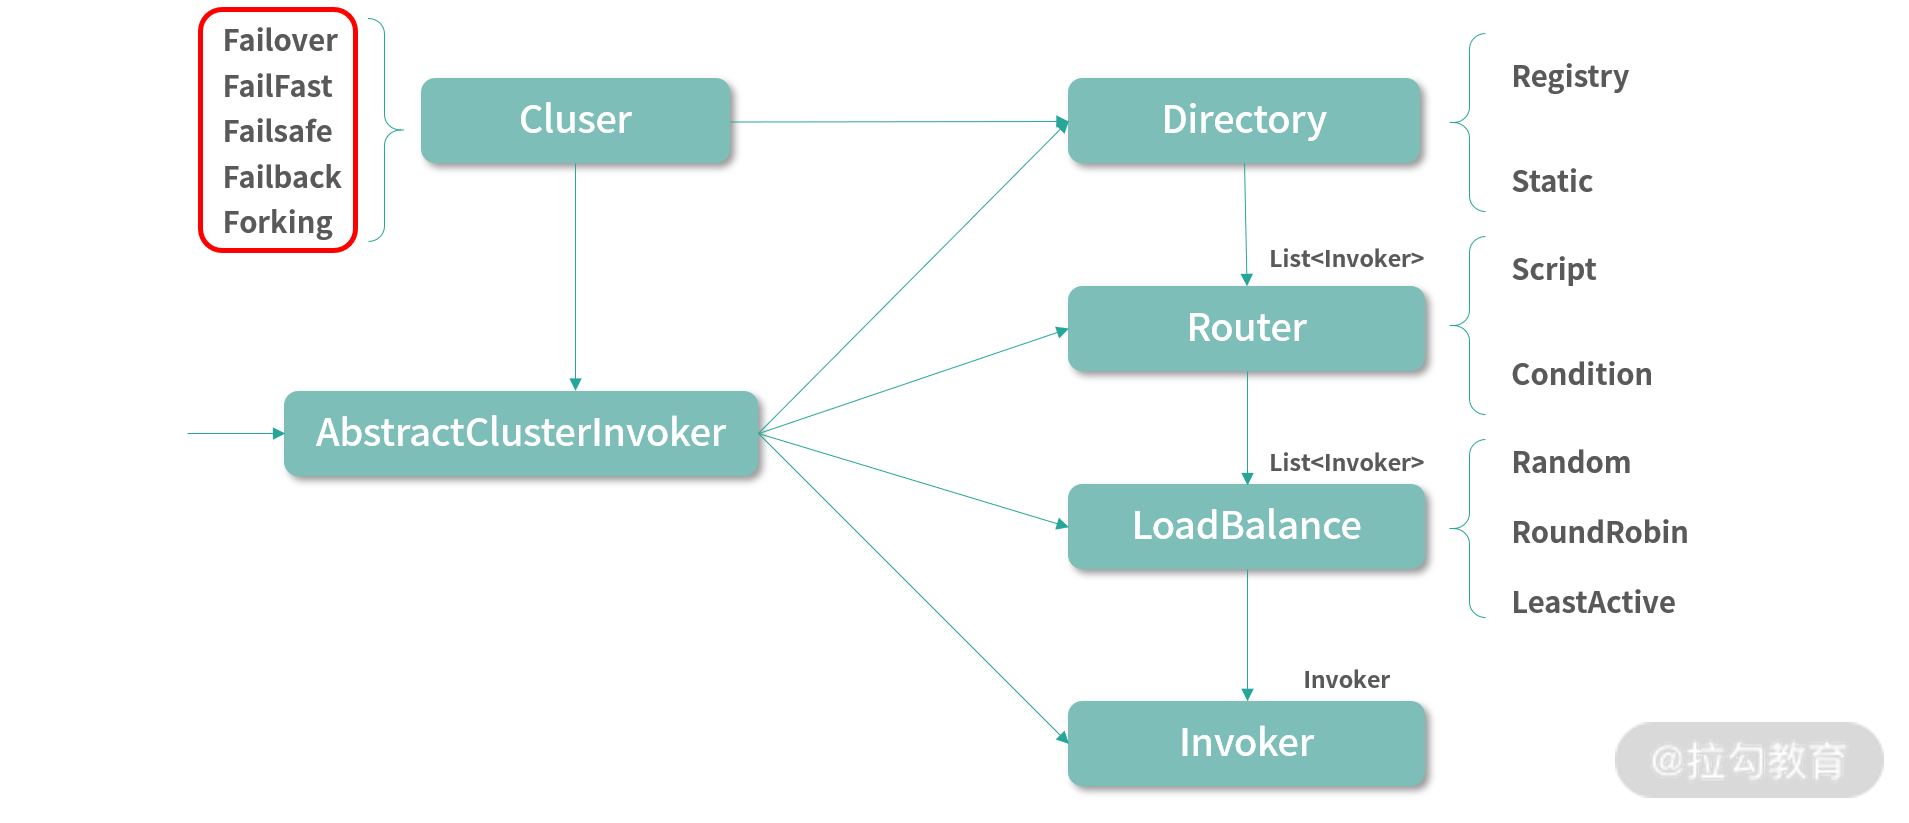 Failover
FailFast
Failsafe
Failback
Forking
Cluser
Directory
Registry
Static
List<Invoker>
Router
Script
Condition
AbstractClusterInvoker
List<Invoker>
LoadBalance
Random
RoundRobin
LeastActive
Invoker
Invoker
@拉勾教育